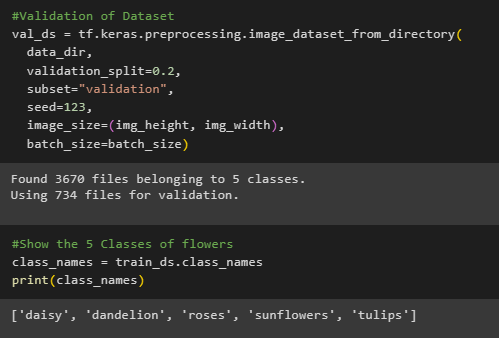 #Validation of Dataset
val_ds = tf.keras.preprocessing.image_dataset_from_directory(
  data_dir,
  validation_split=0.2,
  subset="validation",
  seed=123,
  image_size=(img_height, img_width),
  batch_size=batch_size)
Found 3670 files belonging to 5 classes.
Using 734 files for validation.
#Show the 5 Classes of flowers
class_names = train_ds.class_names
print(class_names)
['daisy', 'dandelion', 'roses', 'sunflowers', 'tulips']